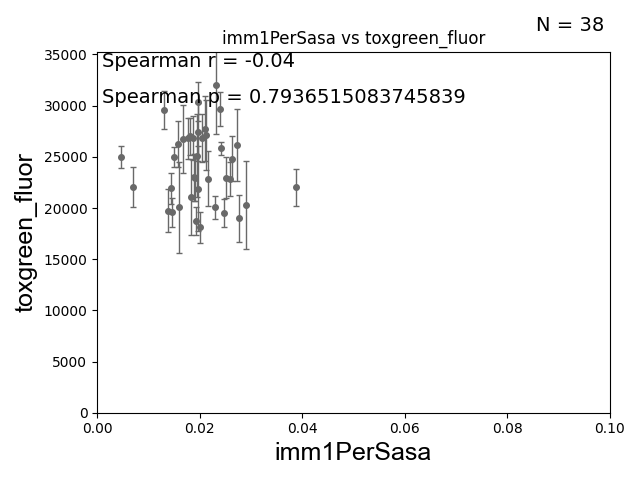 N = 38
imm1PerSasa vs toxgreen_fluor
Spearman r = -0.04
Spearman p = 0.7936515083745839
toxgreen_fluor
35000
30000
25000
20000
15000
10000
5000
0
0.00 0.02 0.04 0.06 0.08 0.10
imm1PerSasa